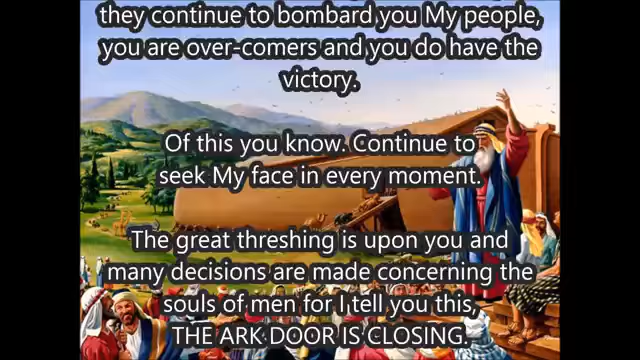 they continue to bombard you My people,
you are over-comers and you do have the
victory.
Of this you know. Continue to
seek My face in every moment.
The great threshing is upon you and
many decisions are made concerning the
souls of men for I tell you this,
THE ARK DOOR IS CLOSING.